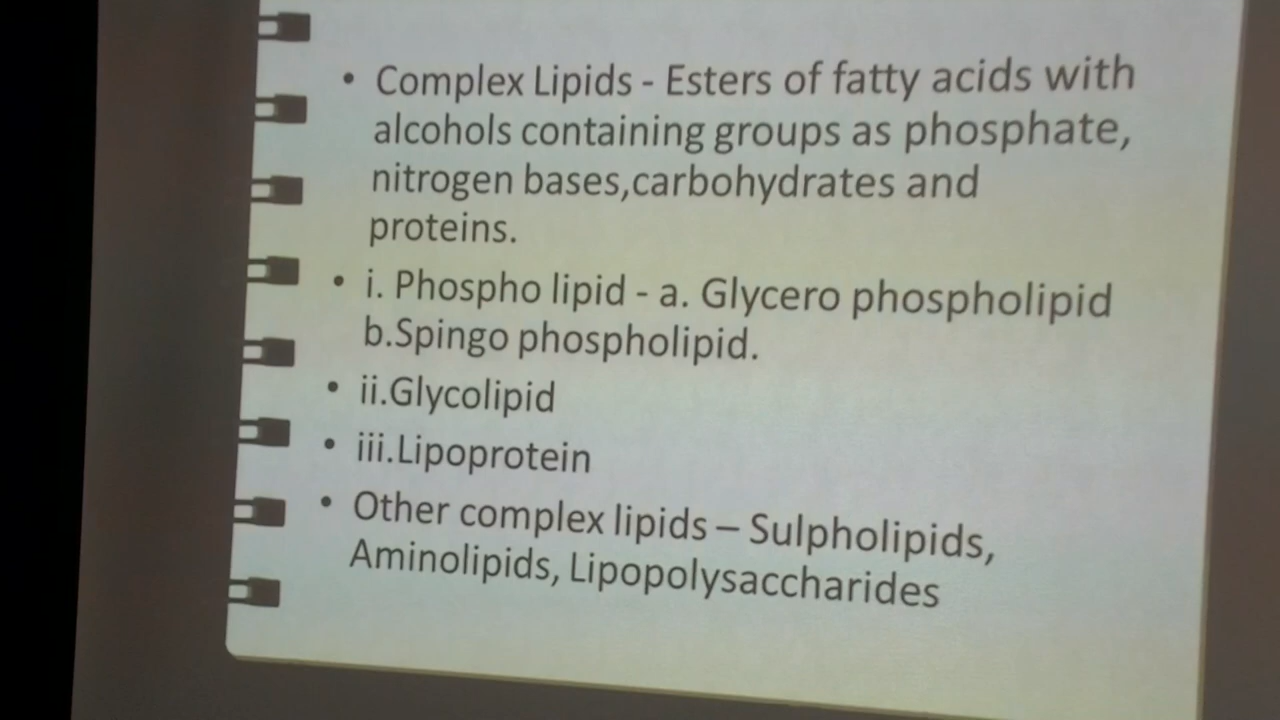 • Complex Lipids - Esters of fatty acids with
alcohols containing groups as phosphate,
nitrogen bases,carbohydrates and
proteins.
• i. Phospho lipid - a. Glycero phospholipid
b.Spingo phospholipid.
• ii.Glycolipid
• iii.Lipoprotein
• Other complex lipids – Sulpholipids,
Aminolipids, Lipopolysaccharides